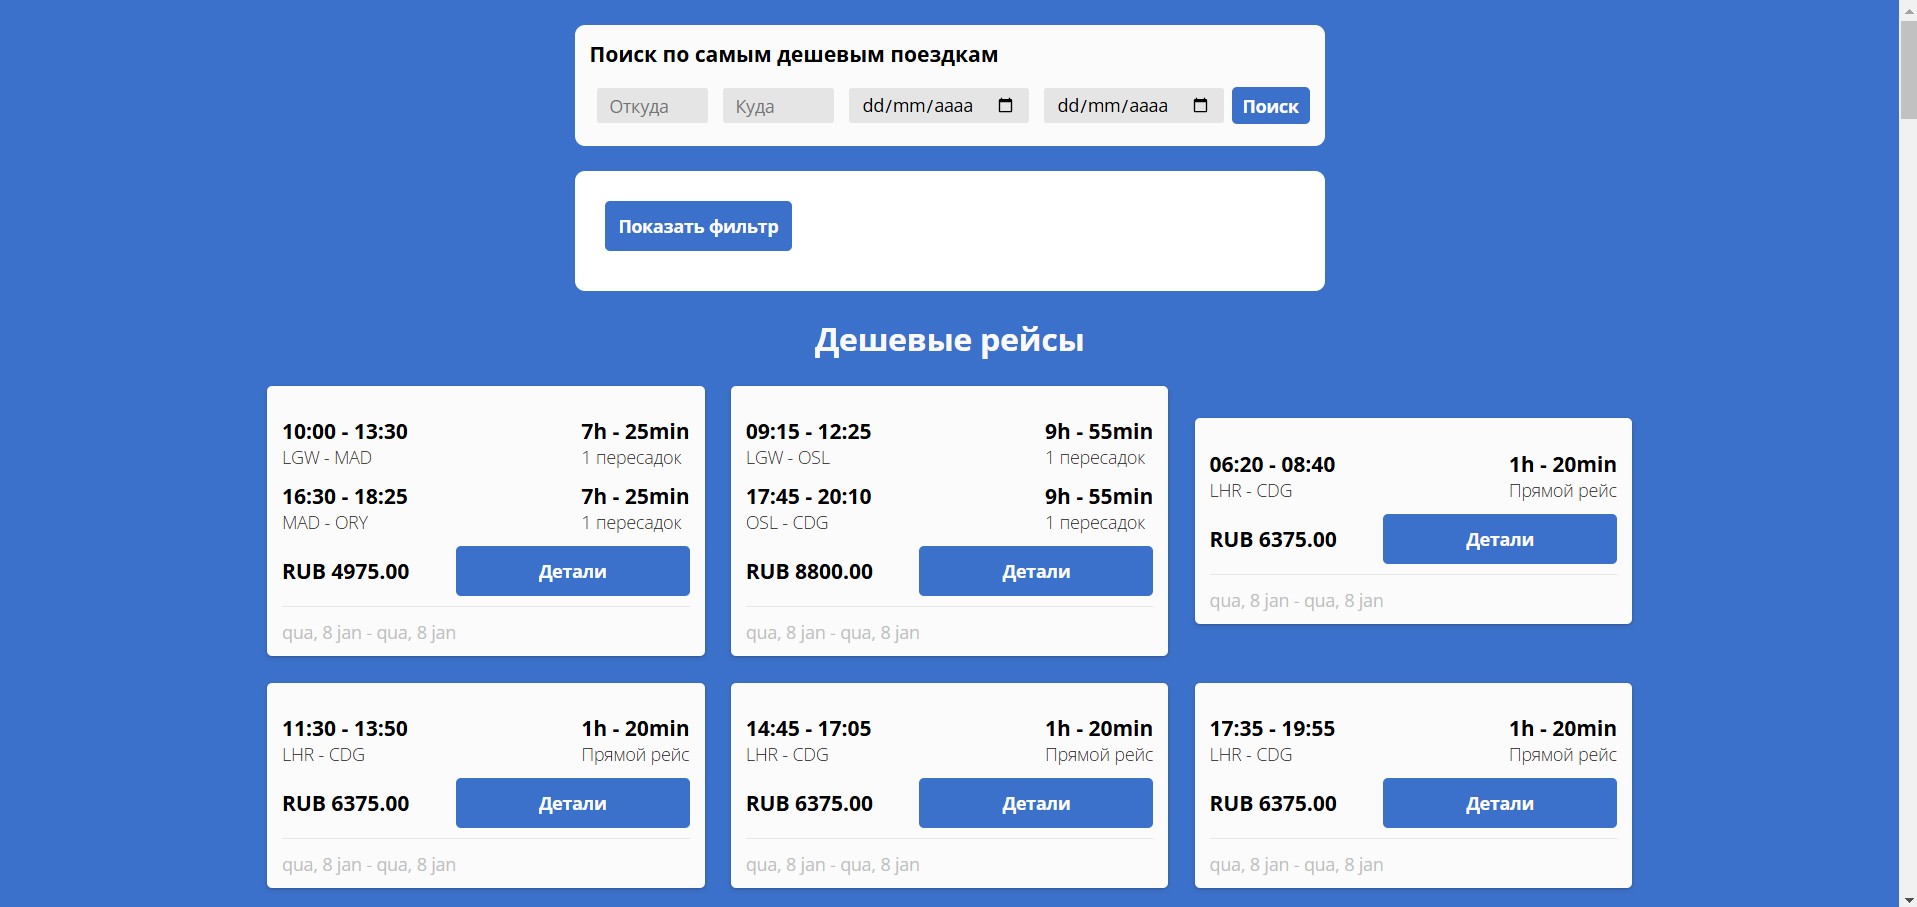 Поиск по самым дешевым поездкам
Откуда Куда dd/mm/aaaa dd/mm/aaaa Поиск
Показать фильтр
Дешевые рейсы
10:00 - 13:30 7h - 25min
LGW - MAD 1 пересадок
16:30 - 18:25 7h - 25min
MAD - ORY 1 пересадок
RUB 4975.00 Детали
qua, 8 jan - qua, 8 jan
09:15 - 12:25 9h - 55min
LGW - OSL 1 пересадок
17:45 - 20:10 9h - 55min
OSL - CDG 1 пересадок
RUB 8800.00 Детали
qua, 8 jan - qua, 8 jan
06:20 - 08:40 1h - 20min
LHR - CDG Прямой рейс
RUB 6375.00 Детали
qua, 8 jan - qua, 8 jan
11:30 - 13:50 1h - 20min
LHR - CDG Прямой рейс
RUB 6375.00 Детали
qua, 8 jan - qua, 8 jan
14:45 - 17:05 1h - 20min
LHR - CDG Прямой рейс
RUB 6375.00 Детали
qua, 8 jan - qua, 8 jan
17:35 - 19:55 1h - 20min
LHR - CDG Прямой рейс
RUB 6375.00 Детали
qua, 8 jan - qua, 8 jan